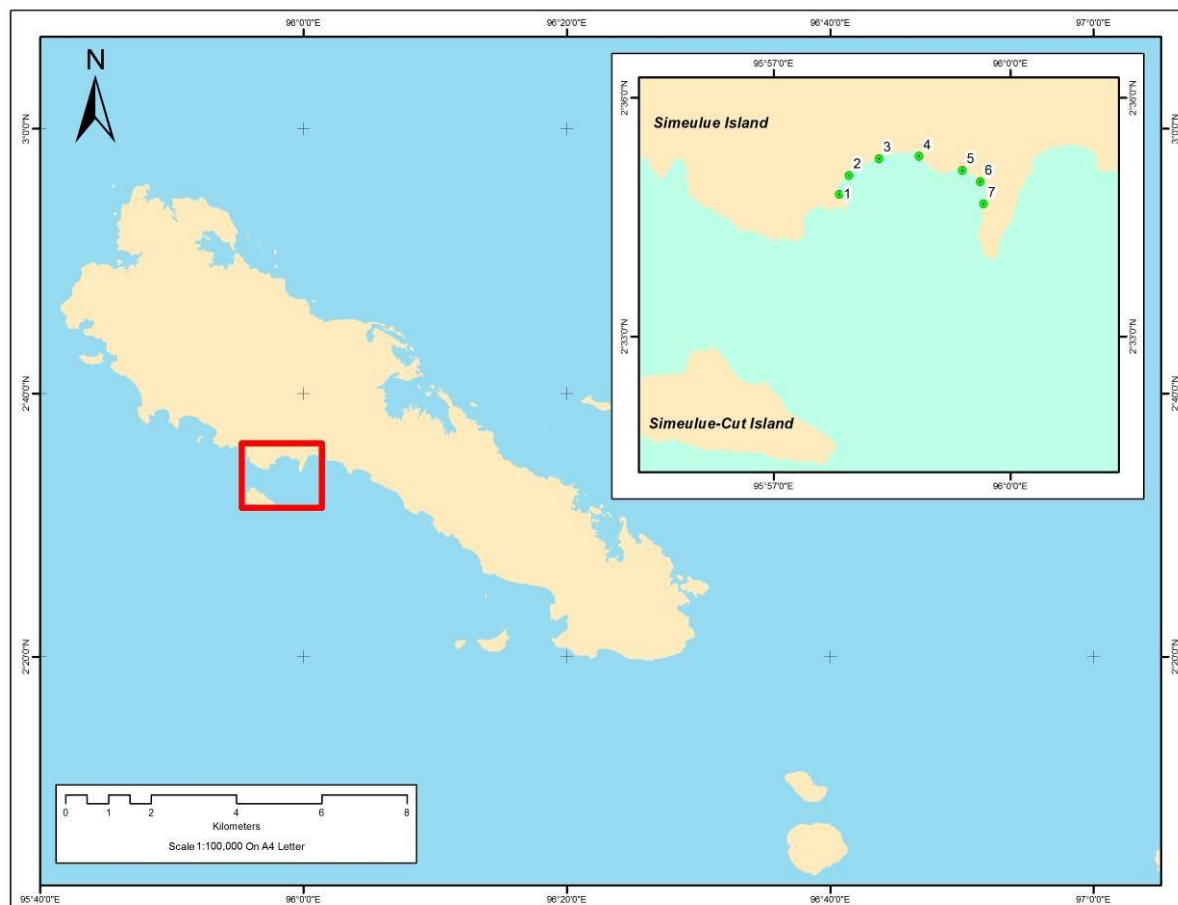 96°0'0"E 96°20'0"E 96°40'0"E 97°0'0"E
N
3°0'0"N
2°40'0"N
2°20'0"N
95°57'0"E 96°0'0"E
2°36'0"N 2°36'0"N
Simeulue Island
1
2
3
4
5
6
7
2°33'0"N 2°33'0"N
Simeulue-Cut Island
95°57'0"E 96°0'0"E
3°0'0"N
2°40'0"N
2°20'0"N
0 1 2 4 6 8
Kilometers
Scale 1:100,000 On A4 Letter
95°40'0"E 96°0'0"E 96°20'0"E 96°40'0"E 97°0'0"E